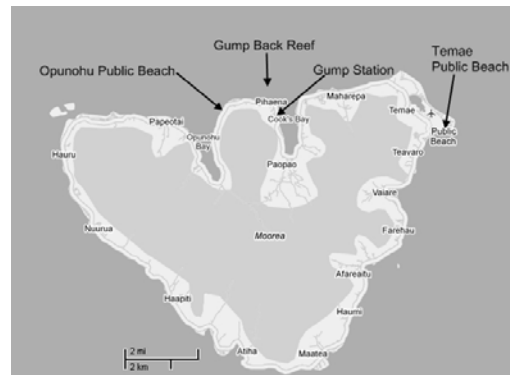 Gump Back Reef
Temae
Public Beach
Opunohu Public Beach
Gump Station
Pihaena
Maharepa
Temae
Papeotai
Cook's Bay
Public
Beach
Opunohu
Bay
Hauru
Teavaro
Paopao
Vaiare
Nuurua
Moorea
Farehau
Afareaitu
Haapiti
Haumi
2 mi
2 km
Atiha
Maatea